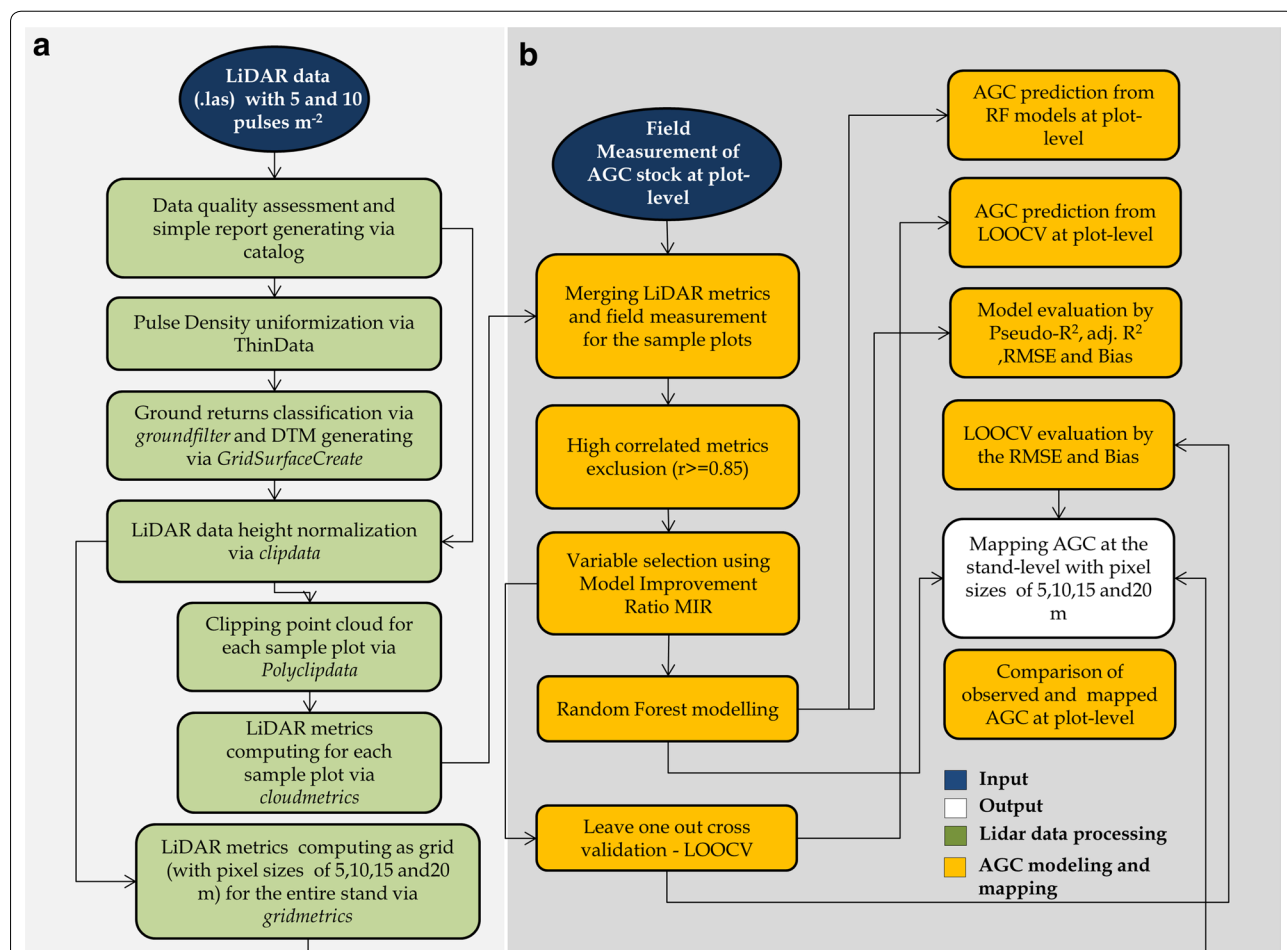 a
LiDAR data
(.las) with 5 and 10
pulses m-2
Data quality assessment and
simple report generating via
catalog
Pulse Density uniformization via
ThinData
Ground returns classification via
groundfilter and DTM generating
via GridSurfaceCreate
LiDAR data height normalization
via clipdata
Clipping point cloud for
each sample plot via
Polyclipdata
LiDAR metrics
computing for each
sample plot via
cloudmetrics
LiDAR metrics computing as grid
(with pixel sizes of 5,10,15 and20
m) for the entire stand via
gridmetrics
b
Field
Measurement of
AGC stock at plot-
level
Merging LiDAR metrics
and field measurement
for the sample plots
High correlated metrics
exclusion (r>=0.85)
Variable selection using
Model Improvement
Ratio MIR
Random Forest modelling
Leave one out cross
validation - LOOCV
AGC prediction from
RF models at plot-
level
AGC prediction from
LOOCV at plot-level
Model evaluation by
Pseudo-R², adj. R²
,RMSE and Bias
LOOCV evaluation by
the RMSE and Bias
Mapping AGC at the
stand-level with pixel
sizes of 5,10,15 and20
m
Comparison of
observed and mapped
AGC at plot-level
Input
Output
Lidar data processing
AGC modeling and
mapping